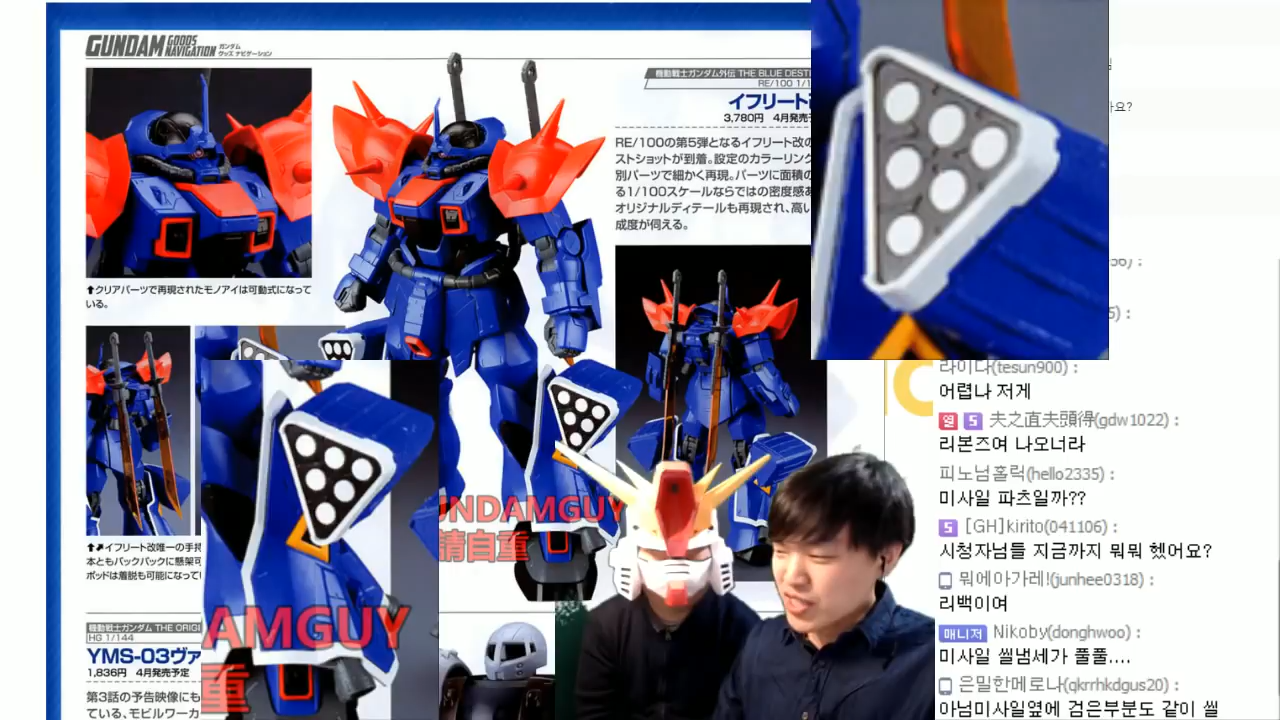 GUNDAM GOODS NAVIGATION ガンダム グッズ ナビゲーション
機動戦士ガンダム外伝 THE BLUE DESTI
RE/100 1/1
イフリート
3,780円 4月発売予
RE/100の第5弾となるイフリート改の
ストショットが到着。設定のカラーリング
別パーツで細かく再現。パーツに面積の
る1/100スケールならではの密度感
オリジナルディテールも再現され、高い
成度が伺える。
⬆クリアパーツで再現されたモノアイは可動式になって
いる。
⬆⬈イフリート改唯一の手持
本ともバックパックに懸架可
ポッドは着脱も可能になってい
機動戦士ガンダム THE ORIG
HG 1/144
YMS-03ヴァ
1,836円 4月発売予定
第3話の予告映像にも
ている、モビルワーカ
UNDAMGUY
請自重
AMGUY
重
요?
5) :
라이다(tesun900) :
어렵나 저게
열 S 夫之直夫頭得(gdw1022) :
리본즈여 나오너라
피노넘홀릭(hello2335) :
미사일 파츠일까??
S [GH]kirito(041106) :
시청자님들 지금까지 뭐뭐 헸어요?
뭐에아가레!(junhee0318) :
리백이여
매니저 Nikoby(donghwoo) :
미사일 씰냄세가 풀풀....
은밀한메로나(qkrrhkdgus20) :
아넘미사일옆에 검은부분도 같이 씰